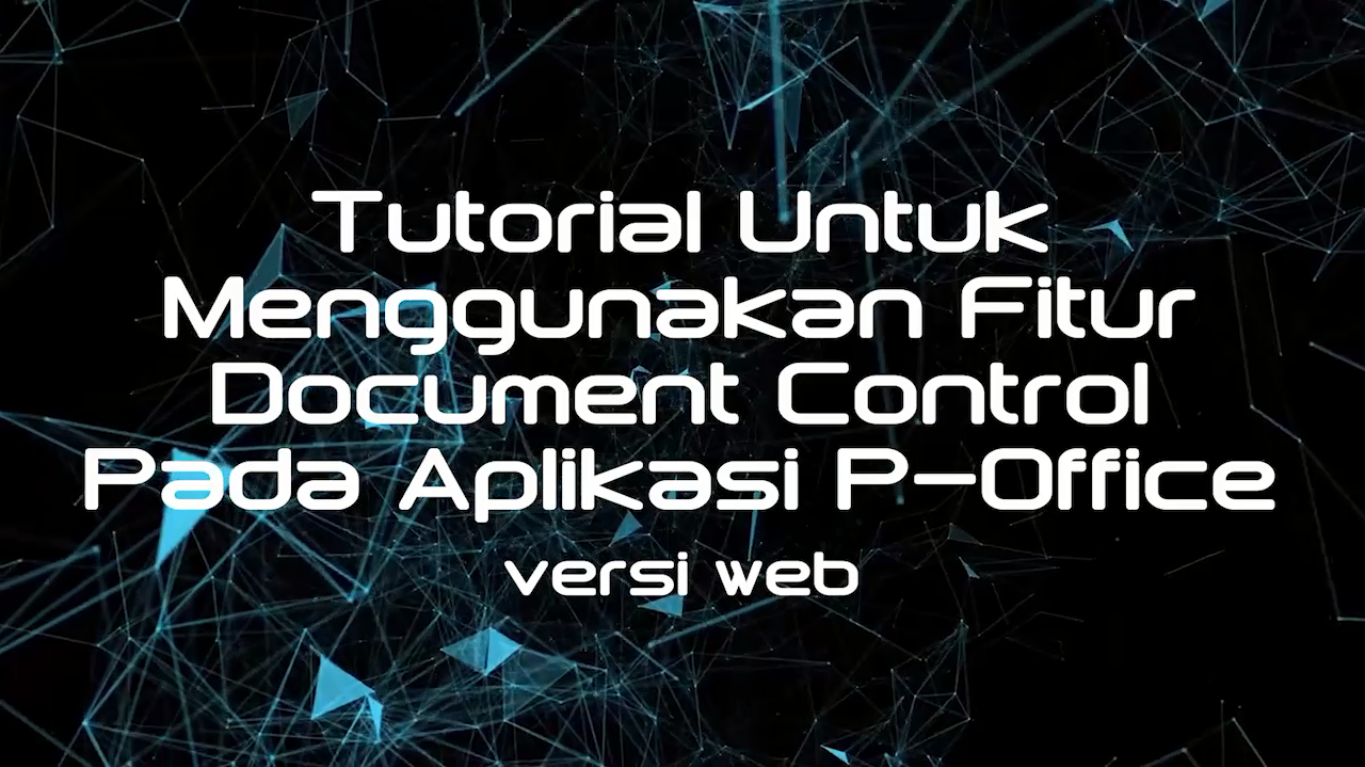 Tutorial Untuk
Menggunakan Fitur
Document Control
Pada Aplikasi P-Office
versi web